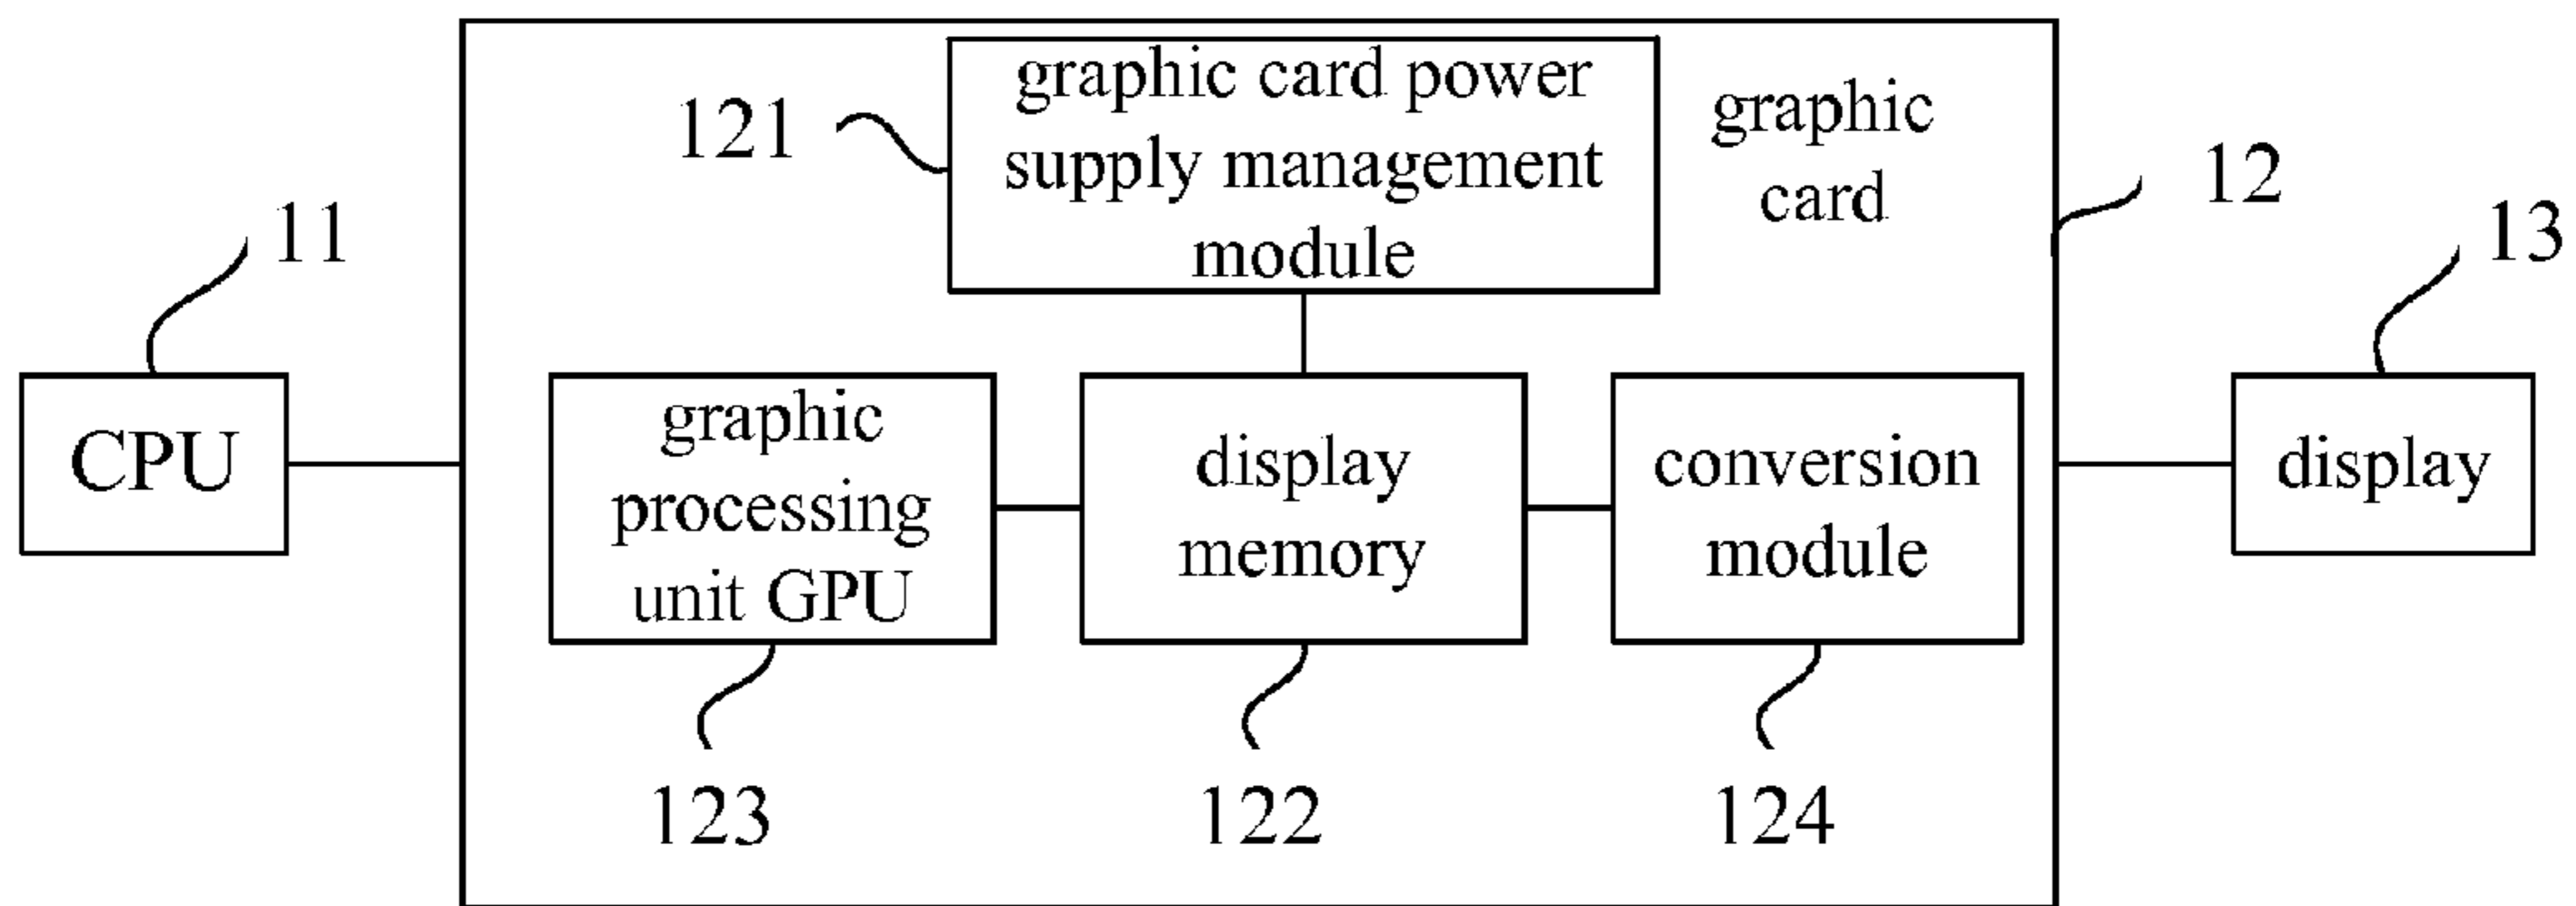 graphic card power
supply management
module
graphic
card
121
12
11
13
CPU
graphic
processing
unit GPU
display
memory
conversion
module
display
123
122
124